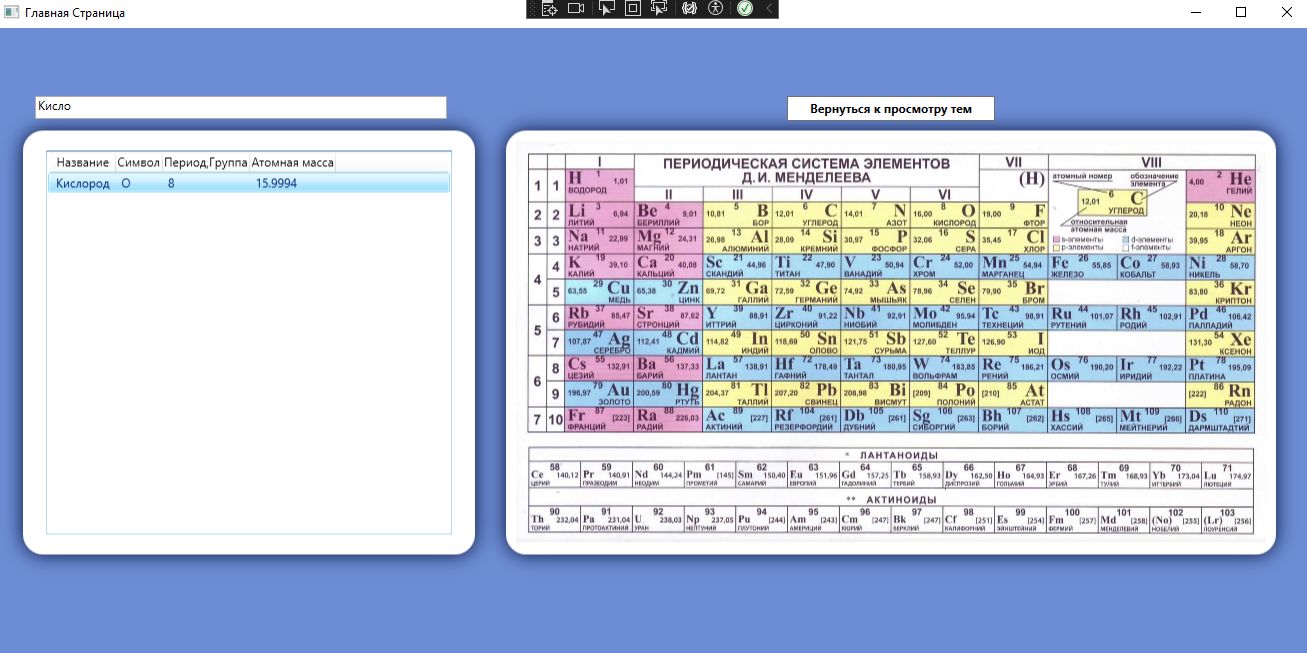 Главная Страница
Кисло
Вернуться к просмотру тем
Название Символ Период,Группа Атомная масса
Кислород O 8 15.9994
ПЕРИОДИЧЕСКАЯ СИСТЕМА ЭЛЕМЕНТОВ
Д. И. МЕНДЕЛЕЕВА
I II III IV V VI VII VIII
атомный номер обозначение элемента
12,01 6 C
УГЛЕРОД
относительная атомная масса
s-элементы d-элементы
p-элементы f-элементы
1 1 H 1 1,01 ВОДОРОД (H) 4,00 2 He ГЕЛИЙ
2 2 Li 3 6,94 ЛИТИЙ Be 4 9,01 БЕРИЛЛИЙ 10,81 5 B БОР 12,01 6 C УГЛЕРОД 14,01 7 N АЗОТ 16,00 8 O КИСЛОРОД 19,00 9 F ФТОР 20,18 10 Ne НЕОН
3 3 Na 11 22,99 НАТРИЙ Mg 12 24,31 МАГНИЙ 26,98 13 Al АЛЮМИНИЙ 28,09 14 Si КРЕМНИЙ 30,97 15 P ФОСФОР 32,06 16 S СЕРА 35,45 17 Cl ХЛОР 39,95 18 Ar АРГОН
4 4 K 19 39,10 КАЛИЙ Ca 20 40,08 КАЛЬЦИЙ Sc 21 44,96 СКАНДИЙ Ti 22 47,90 ТИТАН V 23 50,94 ВАНАДИЙ Cr 24 52,00 ХРОМ Mn 25 54,94 МАРГАНЕЦ Fe 26 55,85 ЖЕЛЕЗО Co 27 58,93 КОБАЛЬТ Ni 28 58,70 НИКЕЛЬ
5 63,55 29 Cu МЕДЬ 65,38 30 Zn ЦИНК 69,72 31 Ga ГАЛЛИЙ 72,59 32 Ge ГЕРМАНИЙ 74,92 33 As МЫШЬЯК 78,96 34 Se СЕЛЕН 79,90 35 Br БРОМ 83,80 36 Kr КРИПТОН
5 6 Rb 37 85,47 РУБИДИЙ Sr 38 87,62 СТРОНЦИЙ Y 39 88,91 ИТТРИЙ Zr 40 91,22 ЦИРКОНИЙ Nb 41 92,91 НИОБИЙ Mo 42 95,94 МОЛИБДЕН Tc 43 98,91 ТЕХНЕЦИЙ Ru 44 101,07 РУТЕНИЙ Rh 45 102,91 РОДИЙ Pd 46 106,42 ПАЛЛАДИЙ
7 107,87 47 Ag СЕРЕБРО 112,41 48 Cd КАДМИЙ 114,82 49 In ИНДИЙ 118,69 50 Sn ОЛОВО 121,75 51 Sb СУРЬМА 127,60 52 Te ТЕЛЛУР 126,90 53 I ИОД 131,30 54 Xe КСЕНОН
6 8 Cs 55 132,91 ЦЕЗИЙ Ba 56 137,33 БАРИЙ La 57 138,91 ЛАНТАН Hf 72 178,49 ГАФНИЙ Ta 73 180,95 ТАНТАЛ W 74 183,85 ВОЛЬФРАМ Re 75 186,21 РЕНИЙ Os 76 190,20 ОСМИЙ Ir 77 192,22 ИРИДИЙ Pt 78 195,09 ПЛАТИНА
9 196,97 79 Au ЗОЛОТО 200,59 80 Hg РТУТЬ 204,37 81 Tl ТАЛЛИЙ 207,20 82 Pb СВИНЕЦ 208,98 83 Bi ВИСМУТ [209] 84 Po ПОЛОНИЙ [210] 85 At АСТАТ [222] 86 Rn РАДОН
7 10 Fr 87 [223] ФРАНЦИЙ Ra 88 226,03 РАДИЙ Ac 89 [227] АКТИНИЙ Rf 104 [261] РЕЗЕРФОРДИЙ Db 105 [261] ДУБНИЙ Sg 106 [263] СИБОРГИЙ Bh 107 [262] БОРИЙ Hs 108 [265] ХАССИЙ Mt 109 [266] МЕЙТНЕРИЙ Ds 110 [271] ДАРМШТАДТИЙ
* ЛАНТАНОИДЫ
58 59 60 61 62 63 64 65 66 67 68 69 70 71
Ce 140,12 Pr 140,91 Nd 144,24 Pm [145] Sm 150,40 Eu 151,96 Gd 157,25 Tb 158,93 Dy 162,50 Ho 164,93 Er 167,26 Tm 168,93 Yb 173,04 Lu 174,97
ЦЕРИЙ ПРАЗЕОДИМ НЕОДИМ ПРОМЕТИЙ САМАРИЙ ЕВРОПИЙ ГАДОЛИНИЙ ТЕРБИЙ ДИСПРОЗИЙ ГОЛЬМИЙ ЭРБИЙ ТУЛИЙ ИТТЕРБИЙ ЛЮТЕЦИЙ
** АКТИНОИДЫ
90 91 92 93 94 95 96 97 98 99 100 101 102 103
Th 232,04 Pa 231,04 U 238,03 Np 237,05 Pu [244] Am [243] Cm [247] Bk [247] Cf [251] Es [254] Fm [257] Md [258] (No) [255] (Lr) [256]
ТОРИЙ ПРОТОАКТИНИЙ УРАН НЕПТУНИЙ ПЛУТОНИЙ АМЕРИЦИЙ КЮРИЙ БЕРКЛИЙ КАЛИФОРНИЙ ЭЙНШТЕЙНИЙ ФЕРМИЙ МЕНДЕЛЕВИЙ НОБЕЛИЙ ЛОУРЕНСИЙ